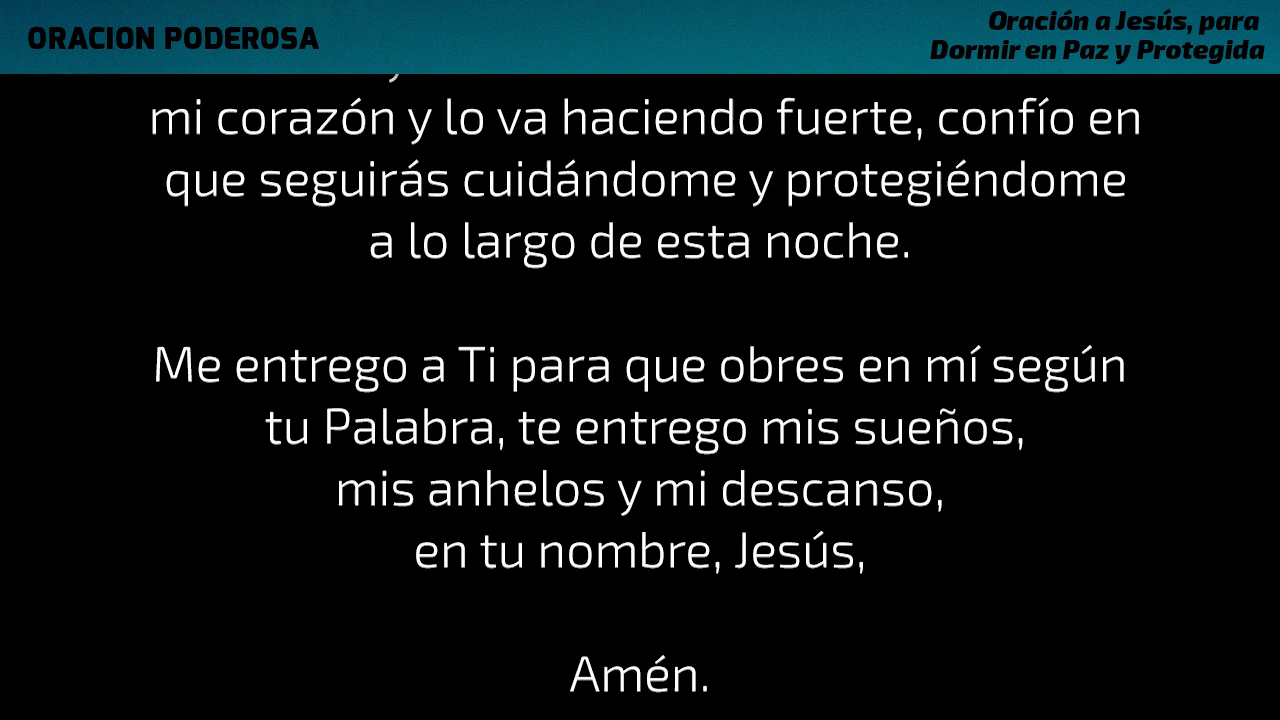 ORACION PODEROSA
Oración a Jesús, para
Dormir en Paz y Protegida
mi corazón y lo va haciendo fuerte, confío en
que seguirás cuidándome y protegiéndome
a lo largo de esta noche.
Me entrego a Ti para que obres en mí según
tu Palabra, te entrego mis sueños,
mis anhelos y mi descanso,
en tu nombre, Jesús,
Amén.